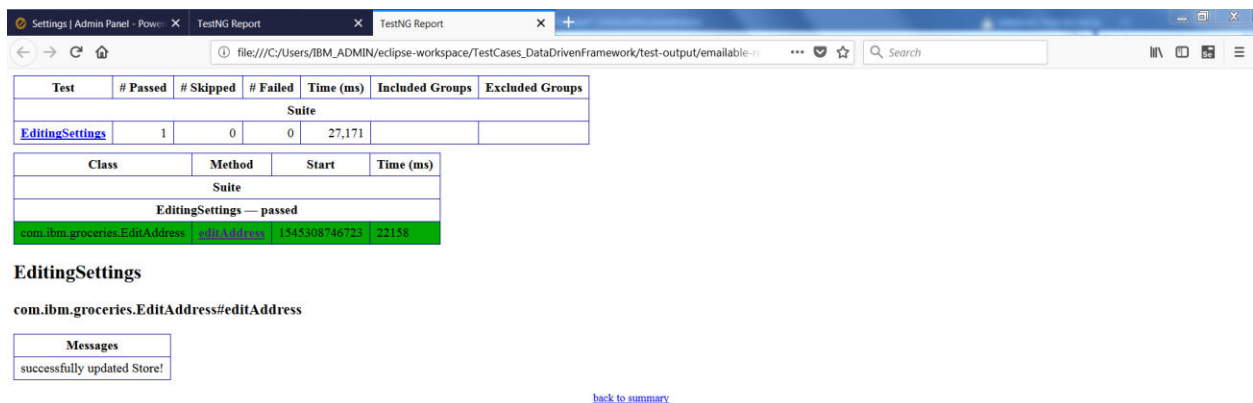 Settings | Admin Panel - Power
TestNG Report
TestNG Report
file:///C:/Users/IBM_ADMIN/eclipse-workspace/TestCases_DataDrivenFramework/test-output/emailable-re
Search
Test # Passed # Skipped # Failed Time (ms) Included Groups Excluded Groups
Suite
EditingSettings 1 0 0 27,171
Class Method Start Time (ms)
Suite
EditingSettings — passed
com.ibm.groceries.EditAddress editAddress 1545308746723 22158
EditingSettings
com.ibm.groceries.EditAddress#editAddress
Messages
successfully updated Store!
back to summary